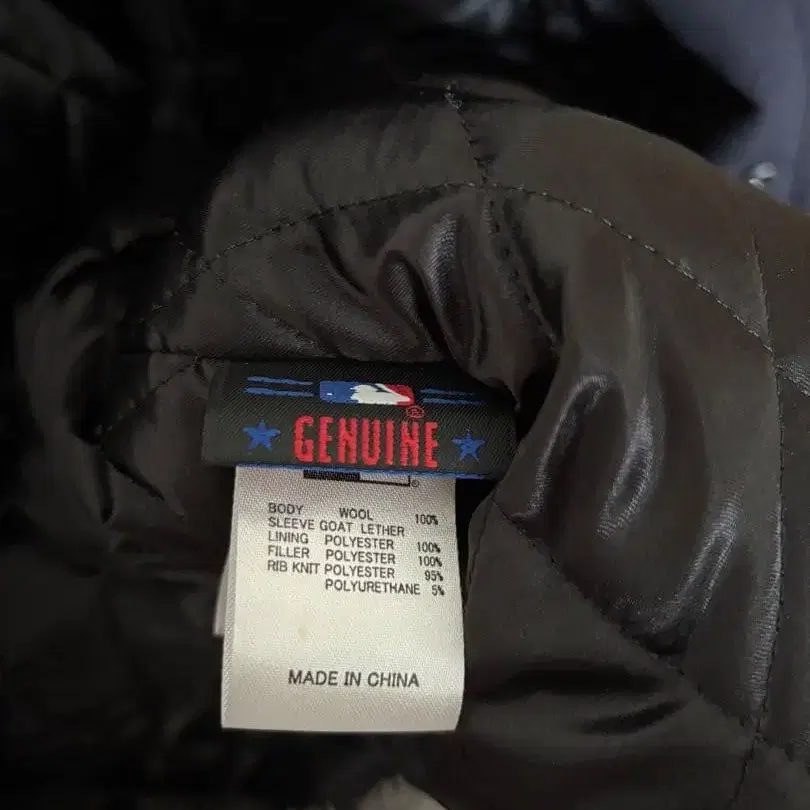 GENUINE
®
BODY WOOL 100%
SLEEVE GOAT LETHER
LINING POLYESTER 100%
FILLER POLYESTER 100%
RIB KNIT POLYESTER 95%
POLYURETHANE 5%
MADE IN CHINA